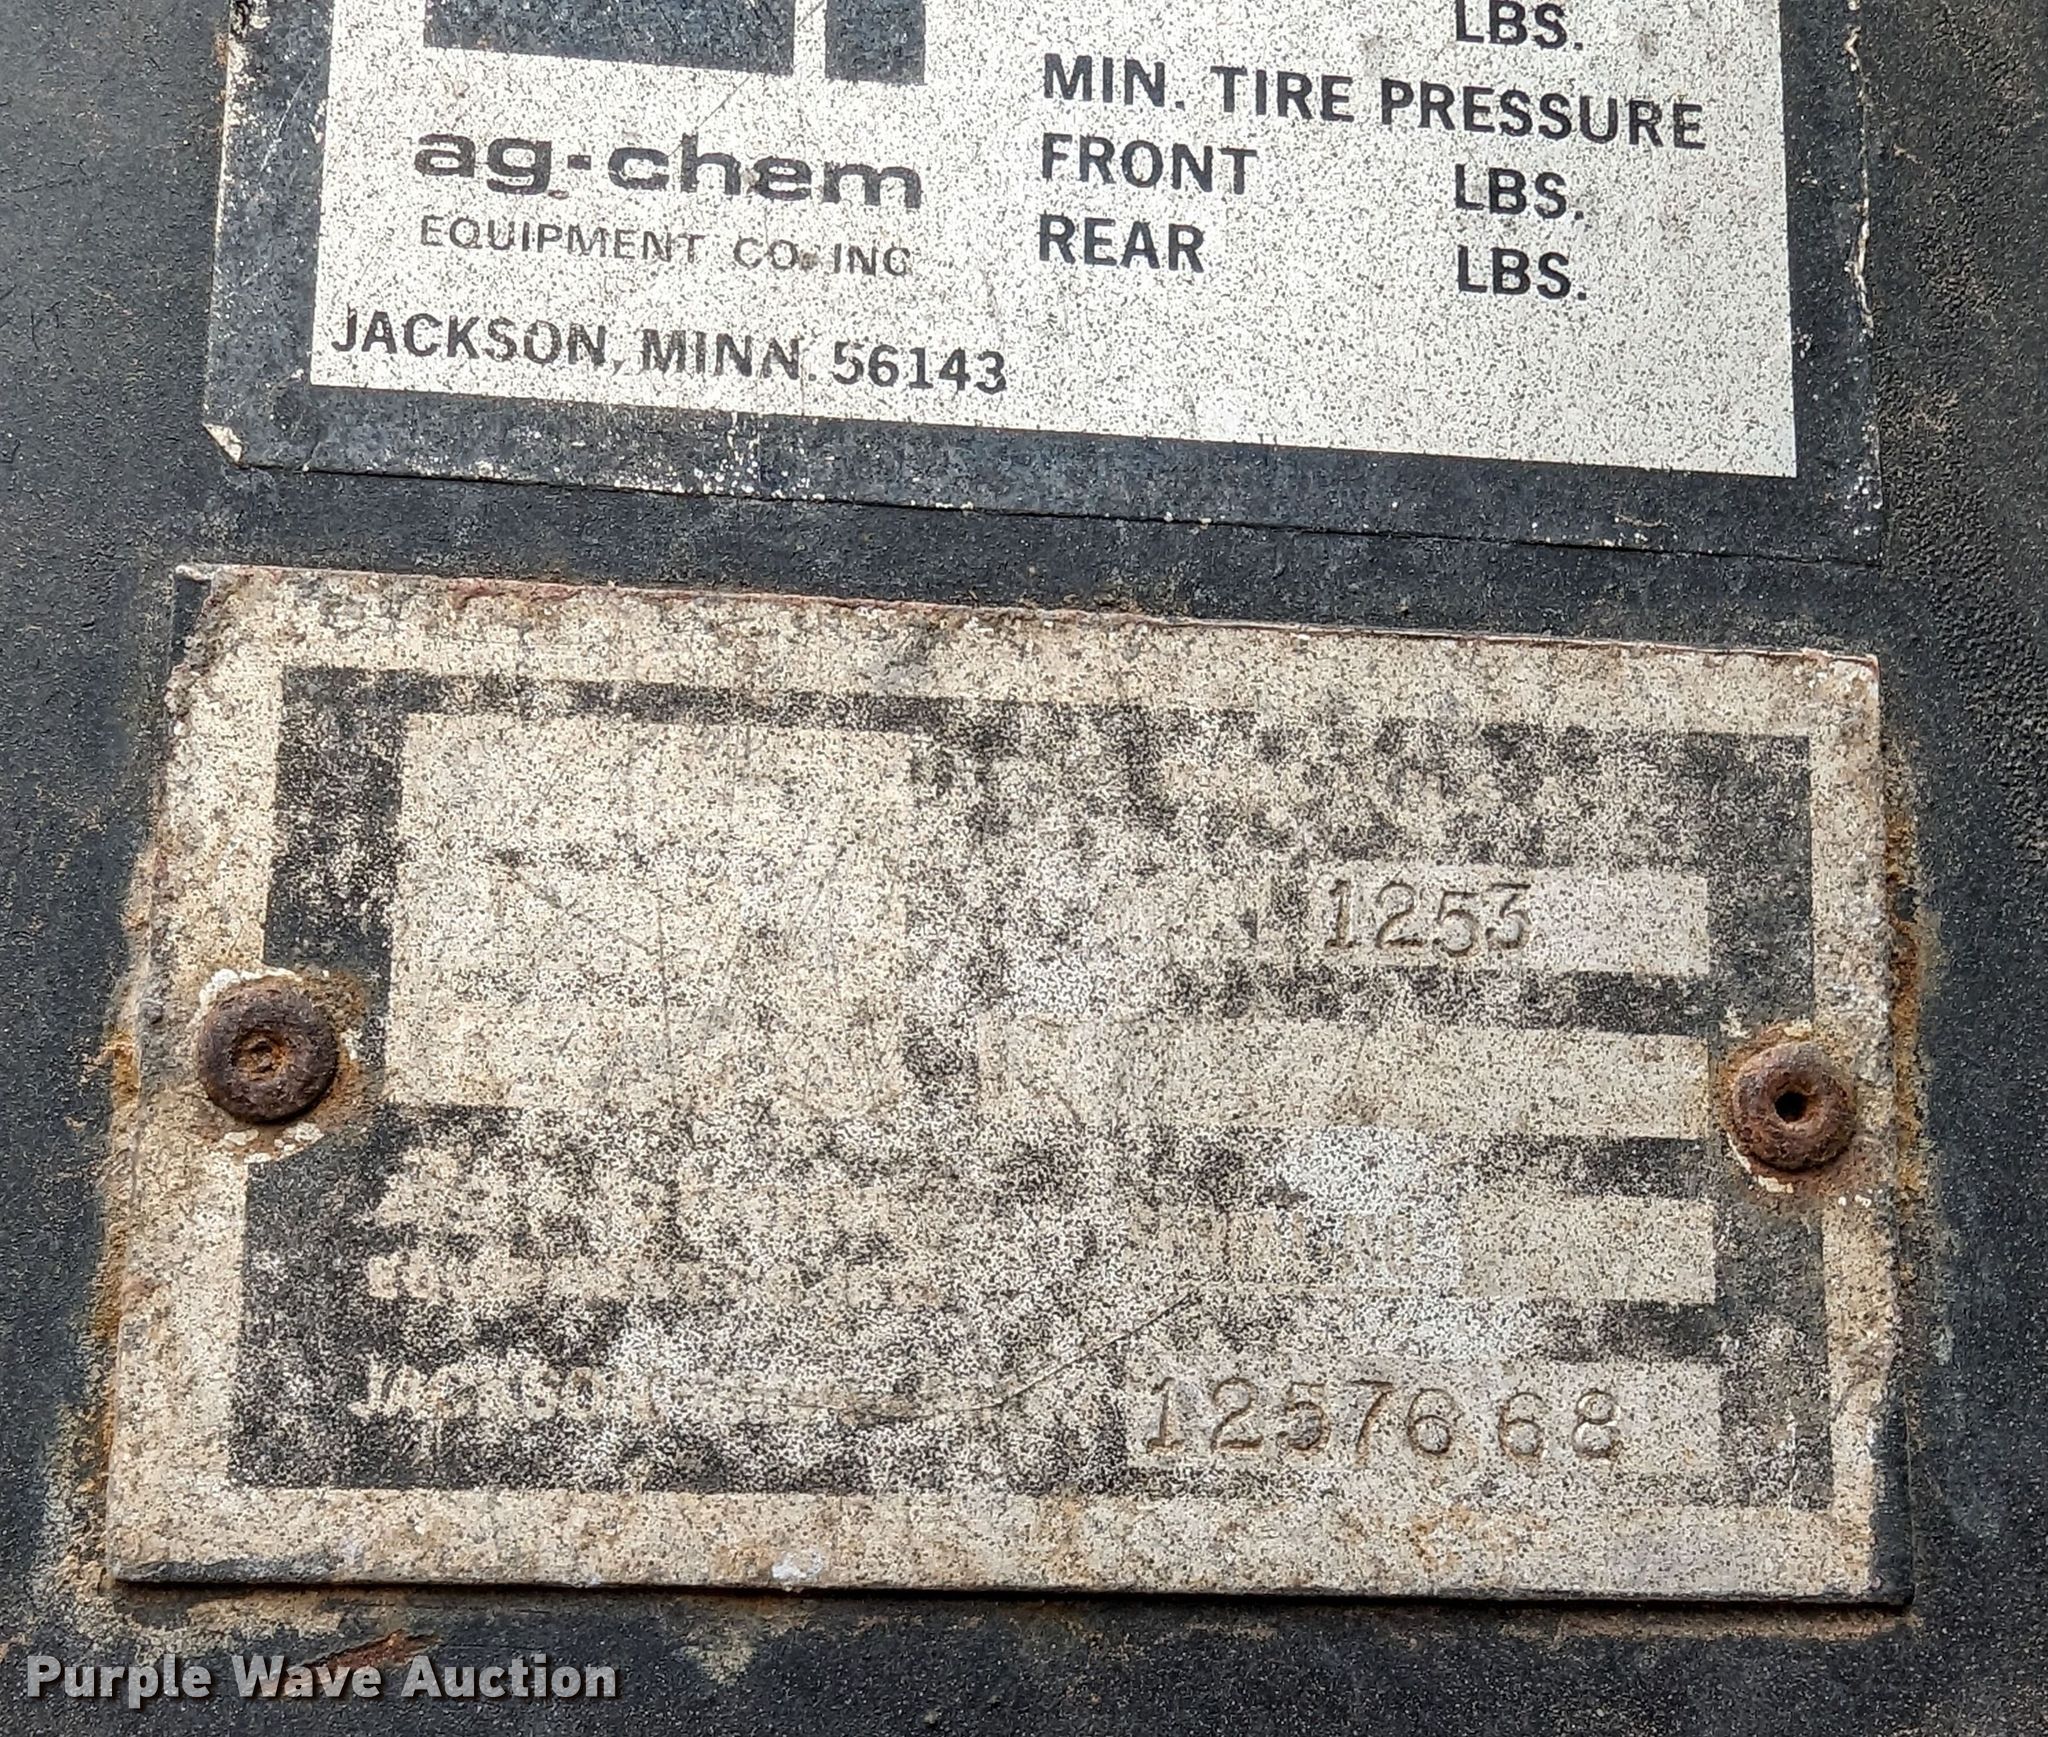 LBS.
MIN. TIRE PRESSURE
FRONT LBS.
REAR LBS.
ag·chem
EQUIPMENT CO. INC
JACKSON, MINN. 56143
1253
1257668
Purple Wave Auction